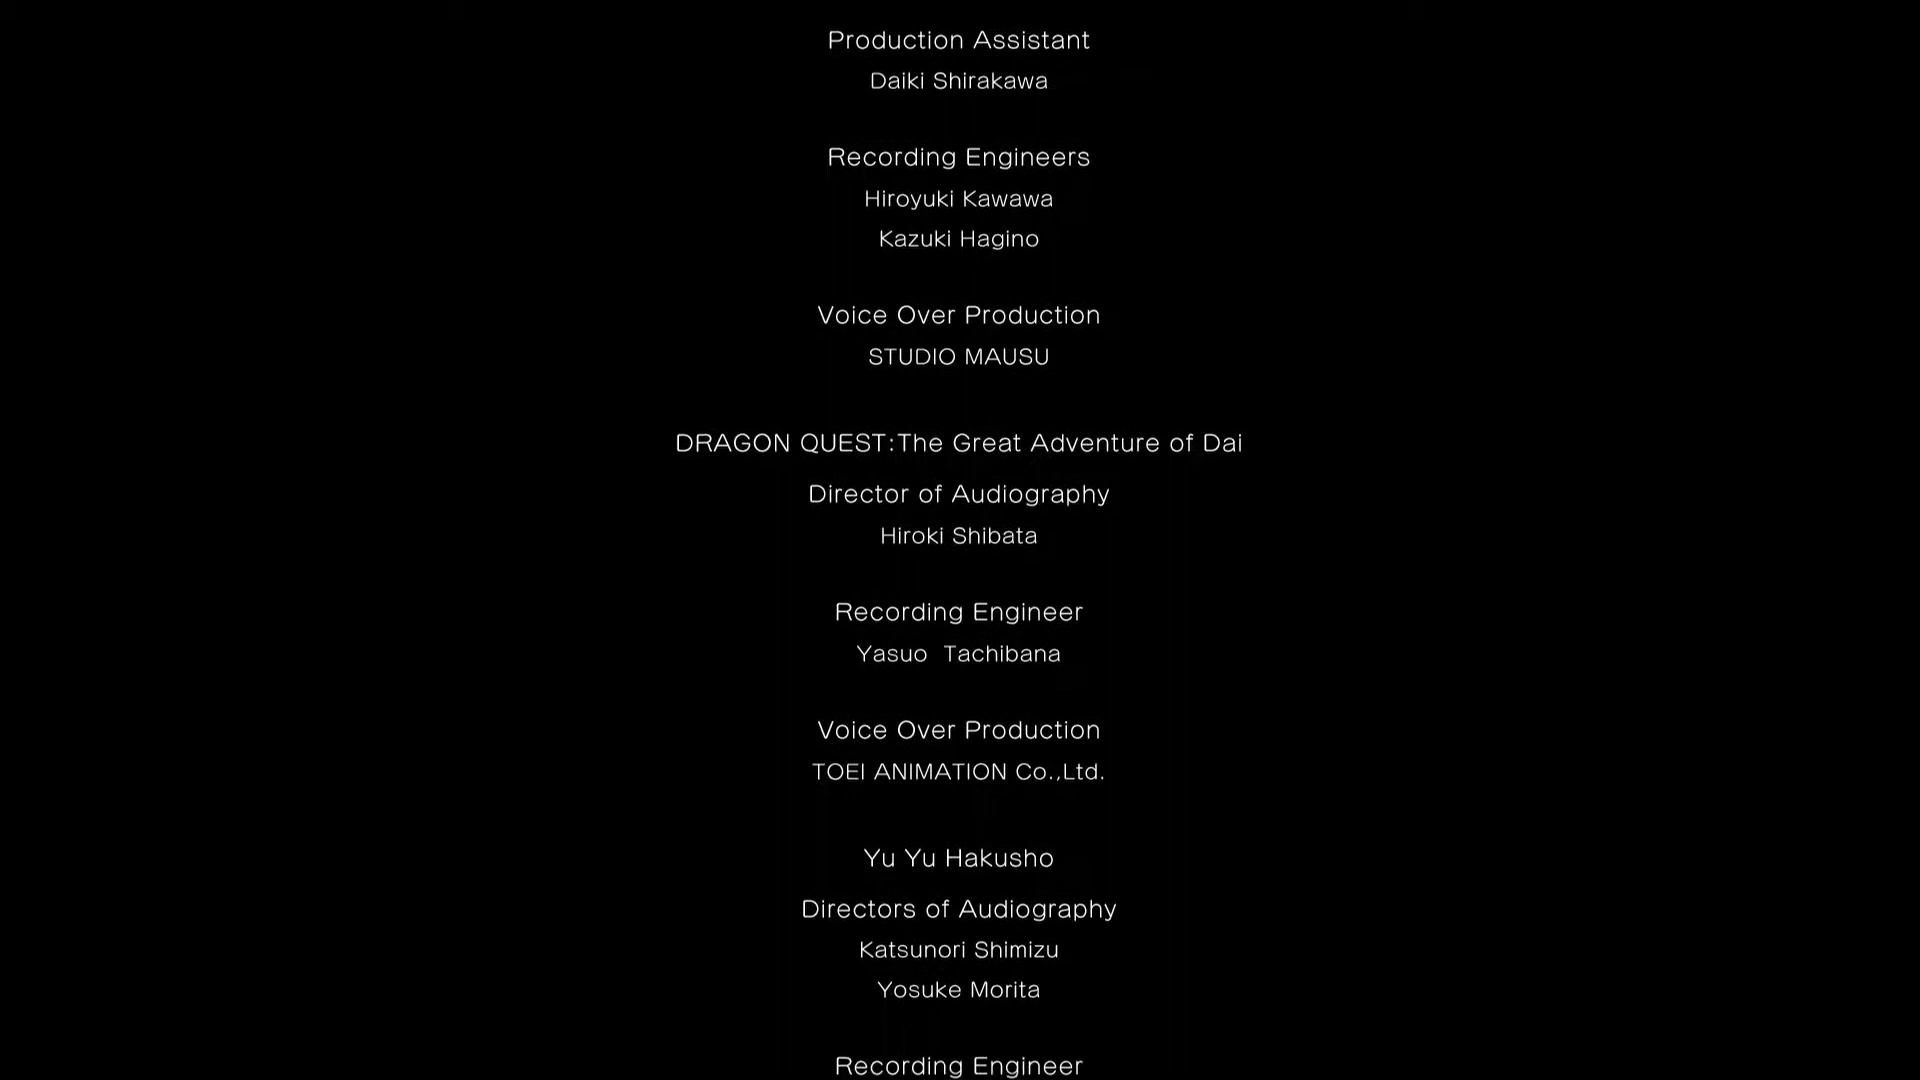 Production Assistant
Daiki Shirakawa
Recording Engineers
Hiroyuki Kawawa
Kazuki Hagino
Voice Over Production
STUDIO MAUSU
DRAGON QUEST:The Great Adventure of Dai
Director of Audiography
Hiroki Shibata
Recording Engineer
Yasuo  Tachibana
Voice Over Production
TOEI ANIMATION Co.,Ltd.
Yu Yu Hakusho
Directors of Audiography
Katsunori Shimizu
Yosuke Morita
Recording Engineer